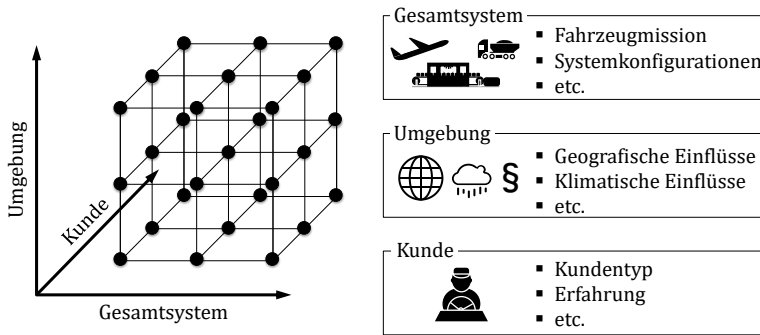 Umgebung
Kunde
Gesamtsystem
Gesamtsystem
▪ Fahrzeugmission
▪ Systemkonfigurationen
▪ etc.
Umgebung
§
▪ Geografische Einflüsse
▪ Klimatische Einflüsse
▪ etc.
Kunde
▪ Kundentyp
▪ Erfahrung
▪ etc.